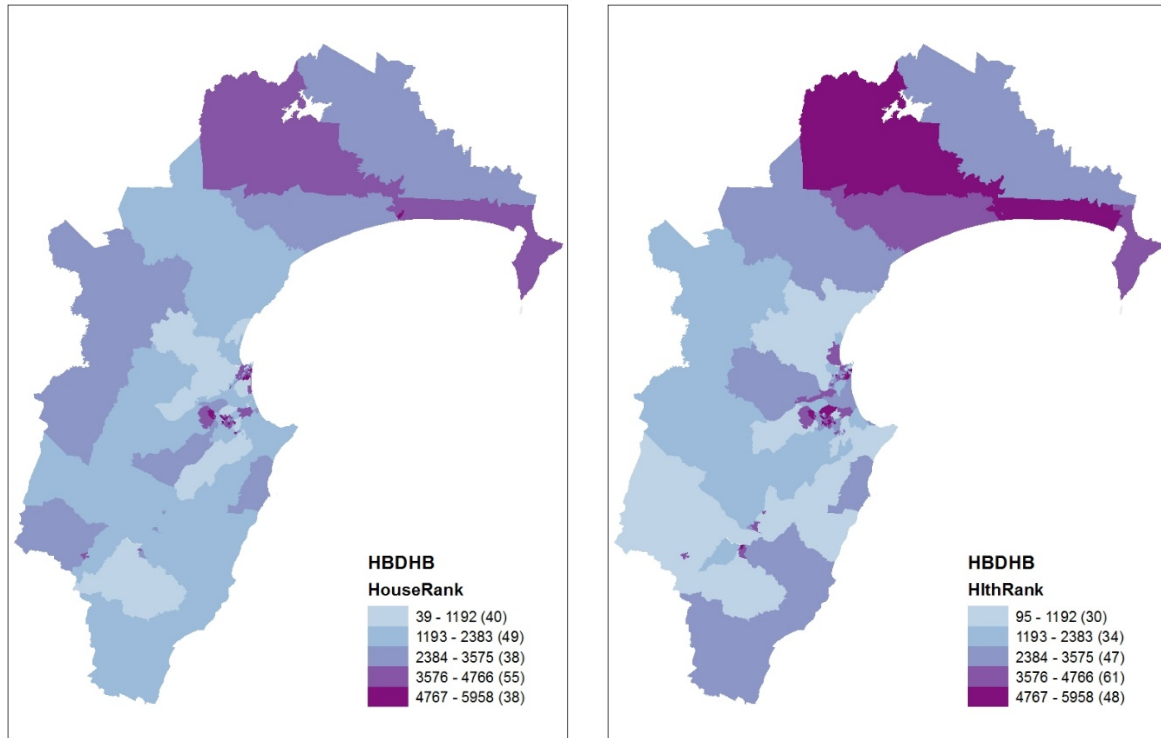 HBDHB
HouseRank
39 - 1192 (40)
1193 - 2383 (49)
2384 - 3575 (38)
3576 - 4766 (55)
4767 - 5958 (38)
HBDHB
HlthRank
95 - 1192 (30)
1193 - 2383 (34)
2384 - 3575 (47)
3576 - 4766 (61)
4767 - 5958 (48)